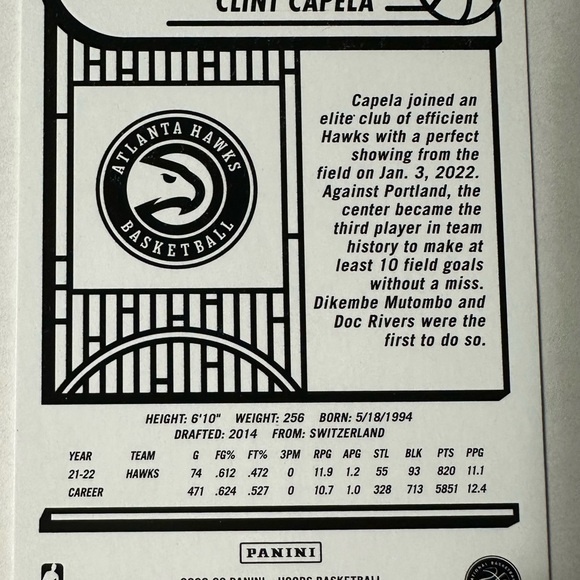 CLINT CAPELA
ATLANTA HAWKS
BASKETBALL
Capela joined an
elite club of efficient
Hawks with a perfect
showing from the
field on Jan. 3, 2022.
Against Portland, the
center became the
third player in team
history to make at
least 10 field goals
without a miss.
Dikembe Mutombo and
Doc Rivers were the
first to do so.
HEIGHT: 6'10" WEIGHT: 256 BORN: 5/18/1994
DRAFTED: 2014 FROM: SWITZERLAND
YEAR TEAM G FG% FT% 3PM RPG APG STL BLK PTS PPG
21-22 HAWKS 74 .612 .472 0 11.9 1.2 55 93 820 11.1
CAREER 471 .624 .527 0 10.7 1.0 328 713 5851 12.4
PANINI
PANINI - HOOPS BASKETBALL